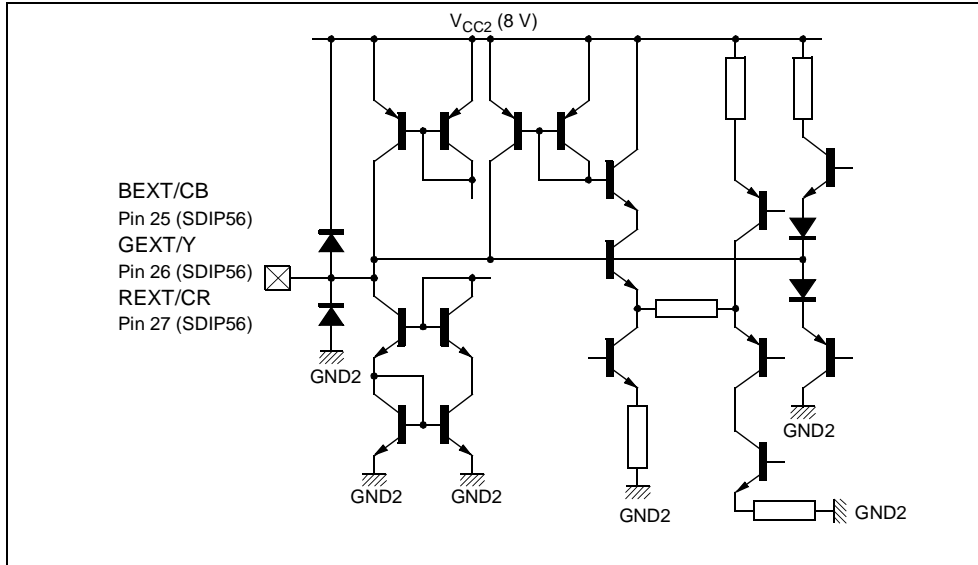 VCC2 (8 V)
BEXT/CB
Pin 25 (SDIP56)
GEXT/Y
Pin 26 (SDIP56)
REXT/CR
Pin 27 (SDIP56)
GND2
GND2
GND2
GND2
GND2
GND2